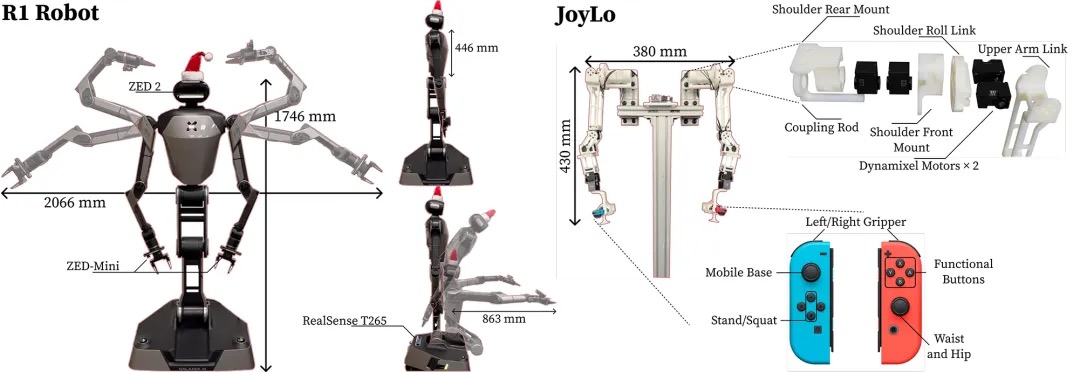 R1 Robot
ZED 2
1746 mm
2066 mm
ZED-Mini
446 mm
863 mm
RealSense T265
JoyLo
380 mm
430 mm
Shoulder Rear Mount
Shoulder Roll Link
Upper Arm Link
Coupling Rod
Shoulder Front
Mount
Dynamixel Motors × 2
Left/Right Gripper
Mobile Base
Stand/Squat
Functional
Buttons
Waist
and Hip
X
Y
A
B